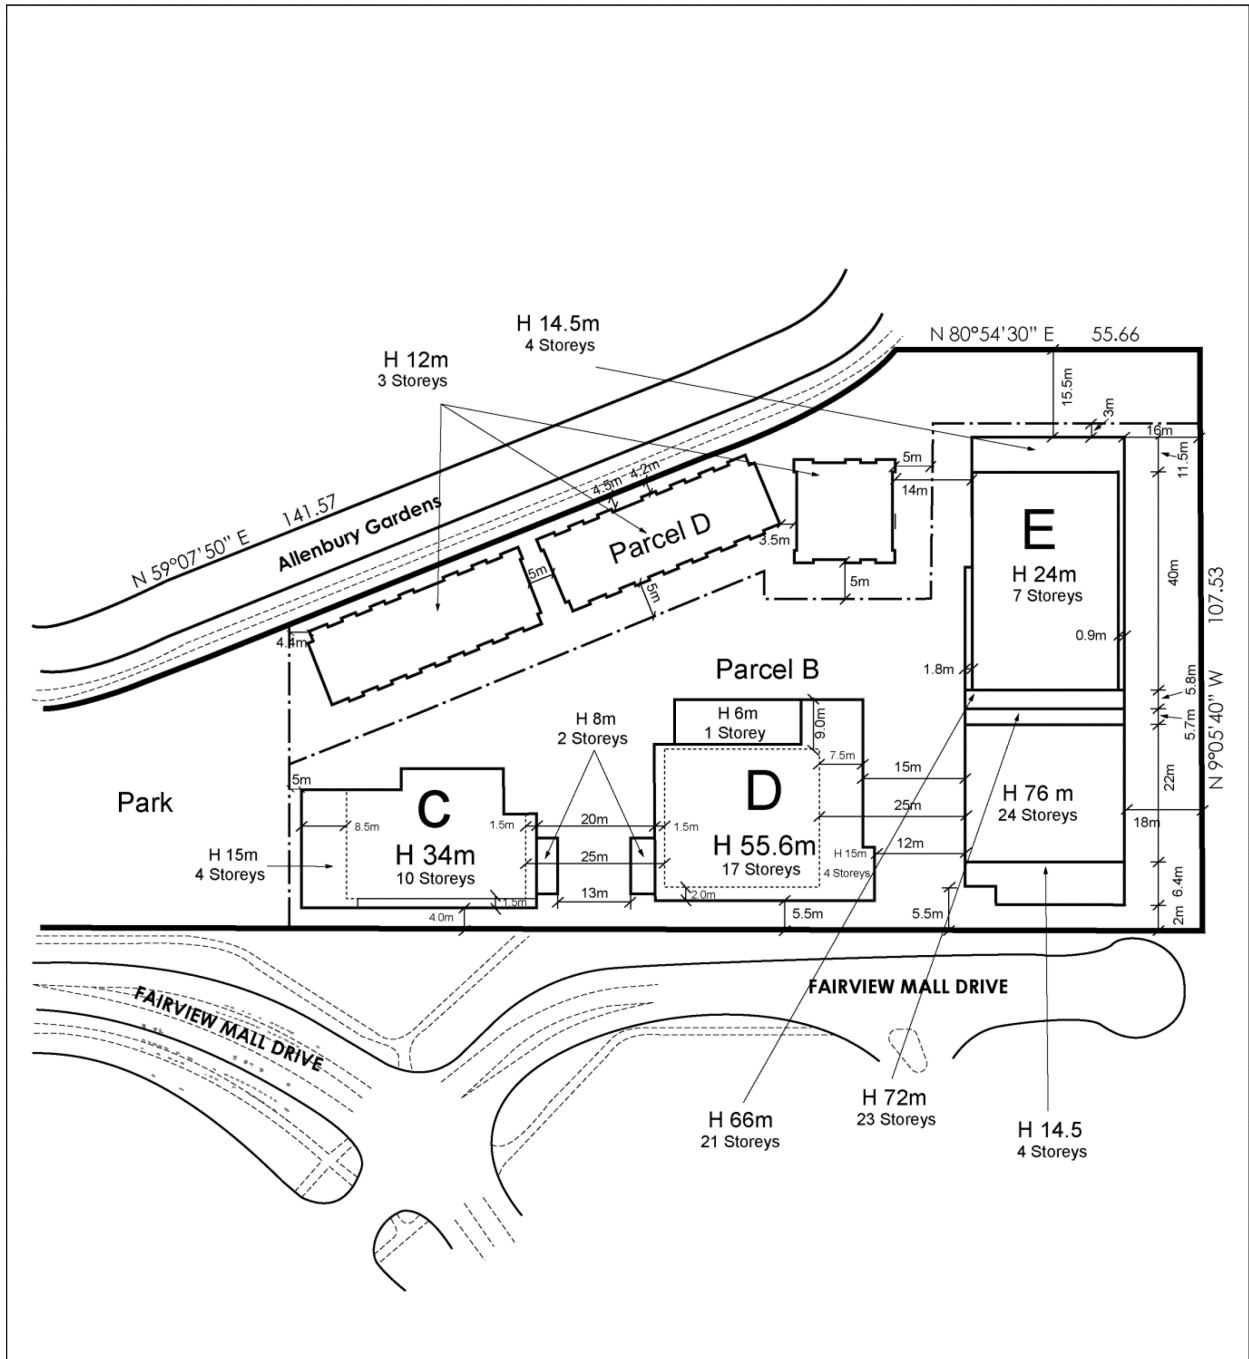 H 14.5m
4 Storeys
N 80°54'30" E 55.66
H 12m
3 Storeys
15.5m
3m
16m
11.5m
5m
14m
4.5m
4.2m
N 59°07'50" E 141.57
Allenbury Gardens
Parcel D
3.5m
5m
5m
5m
E
H 24m
7 Storeys
40m
107.53
N 9°05'40" W
4.4m
0.9m
1.8m
Parcel B
5.8m
5.7m
H 8m
2 Storeys
H 6m
1 Storey
9.0m
7.5m
15m
5m
Park
C
D
8.5m
1.5m
20m
1.5m
25m
H 76 m
24 Storeys
22m
18m
H 15m
4 Storeys
H 34m
10 Storeys
25m
H 55.6m
17 Storeys
H 15m
4 Storeys
12m
1.5m
13m
2.0m
6.4m
4.0m
5.5m
5.5m
2m
FAIRVIEW MALL DRIVE
FAIRVIEW MALL DRIVE
H 66m
21 Storeys
H 72m
23 Storeys
H 14.5
4 Storeys